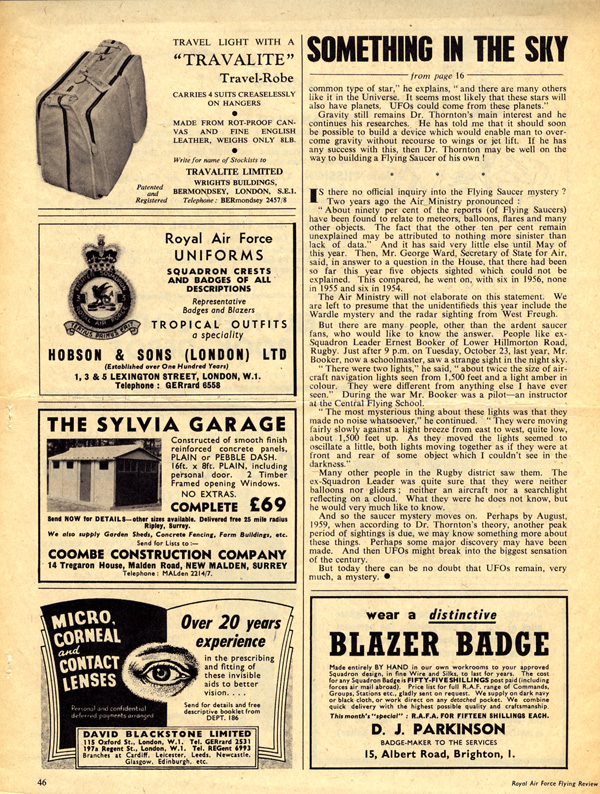 TRAVEL LIGHT WITH A
“TRAVALITE”
Travel-Robe
CARRIES 4 SUITS CREASELESSLY
ON HANGERS
●
MADE FROM ROT-PROOF CAN-
VAS AND FINE ENGLISH
LEATHER, WEIGHS ONLY 8LB.
●
Write for name of Stockists to
TRAVALITE LIMITED
WRIGHTS BUILDINGS,
BERMONDSEY, LONDON, S.E.1.
Telephone: BERmondsey 2457/8
Patented
and
Registered
Royal Air Force
UNIFORMS
SQUADRON CRESTS
AND BADGES OF ALL
DESCRIPTIONS
Representative
Badges and Blazers
TROPICAL OUTFITS
a speciality
HOBSON & SONS (LONDON) LTD
(Established over One Hundred Years)
1, 3 & 5 LEXINGTON STREET, LONDON, W.1.
Telephone : GERrard 6558
THE SYLVIA GARAGE
Constructed of smooth finish
reinforced concrete panels,
PLAIN or PEBBLE DASH.
16ft. x 8ft. PLAIN, including
personal door. 2 Timber
Framed opening Windows.
NO EXTRAS.
COMPLETE £69
Send NOW for DETAILS—other sizes available. Delivered free 25 mile radius
Ripley, Surrey.
We also supply Garden Sheds, Concrete Fencing, Farm Buildings, etc.
Send for Lists to :—
COOMBE CONSTRUCTION COMPANY
14 Tregaron House, Malden Road, NEW MALDEN, SURREY
Telephone : MALden 2214/7.
MICRO,
CORNEAL
and
CONTACT
LENSES
Personal and confidential
deferred payments arranged
Over 20 years
experience
in the prescribing
and fitting of
these invisible
aids to better
vision. . . .
Send for details and free
descriptive booklet from
DEPT. 186
DAVID BLACKSTONE LIMITED
115 Oxford St., London, W.1. Tel. GERrard 2531
197a Regent St., London, W.1. Tel. REGent 6993
Branches at Cardiff, Leicester, Leeds, Newcastle,
Glasgow, Edinburgh, etc.
46
SOMETHING IN THE SKY
from page 16
common type of star,” he explains, “and there are many others
like it in the Universe. It seems most likely that these stars will
also have planets. UFOs could come from these planets.”
Gravity still remains Dr. Thornton's main interest and he
continues his researches. He has told me that it should soon
be possible to build a device which would enable man to over-
come gravity without recourse to wings or jet lift. If he has
any success with this, then Dr. Thornton may be well on the
way to building a Flying Saucer of his own !
* * *
IS there no official inquiry into the Flying Saucer mystery ?
Two years ago the Air Ministry provided :
“About ninety per cent of the reports (of Flying Saucers)
have been found to relate to meteors, balloons, flares and many
other objects. The fact that the other ten per cent remain
unexplained may be attributed to nothing more sinister than
lack of data.” And it has said very little else until May of
this year. Then, Mr. George Ward, Secretary of State for Air,
said, in answer to a question in the House, that there had been
so far this year five objects sighted which could not be
explained. This compared, he went on, with six in 1956, none
in 1955 and six in 1954.
The Air Ministry will not elaborate on this statement. We
are left to presume that the unidentifieds this year include the
Wardle mystery and the radar sighting from West Freugh.
But there are many people, other than the ardent saucer
fans, who would like to know the answer. People like ex-
Squadron Leader Ernest Booker of Lower Hillmorton Road,
Rugby. Just after 9 p.m. on Tuesday, October 23, last year, Mr.
Booker, now a schoolmaster, saw a strange sight in the night sky.
“There were two lights,” he said, “about twice the size of air-
craft navigation lights seen from 1,500 feet and a light amber in
colour. They were different from anything else I have ever
seen.” During the war Mr. Booker was a pilot—an instructor
at the Central Flying School.
“The most mysterious thing about these lights was that they
made no noise whatsoever,” he continued. “They were moving
fairly slowly against a light breeze from east to west, quite low,
about 1,500 feet up. As they moved the lights seemed to
oscillate a little, both lights moving together as if they were at
front and rear of some object which I couldn't see in the
darkness.”
Many other people in the Rugby district saw them. The
ex-Squadron Leader was quite sure that they were neither
balloons nor gliders ; neither an aircraft nor a searchlight
reflecting on a cloud. What they were he does not know, but
he would very much like to know.
And so the saucer mystery moves on. Perhaps by August,
1959, when according to Dr. Thornton's theory, another peak
period of sightings is due, we may know something more about
these things. Perhaps some major discovery may have been
made. And then UFOs might break into the biggest sensation
of the century.
But today there can be no doubt that UFOs remain, very
much, a mystery. ●
wear a distinctive
BLAZER BADGE
Made entirely BY HAND in our own workrooms to your approved
Squadron design, in fine Wire and Silks, to last for years. The cost
for any Squadron Badge is FIFTY-FIVE SHILLINGS post paid (including
forces air mail abroad). Price list for full R.A.F. range of Commands,
Groups, Stations etc., gladly sent on request. We supply on dark navy
or black cloth, or work direct on any detached pocket. We combine
quick delivery with the highest possible quality and craftsmanship.
This month's “special” : R.A.F.A. FOR FIFTEEN SHILLINGS EACH.
D. J. PARKINSON
BADGE-MAKER TO THE SERVICES
15, Albert Road, Brighton, 1.
Royal Air Force Flying Review